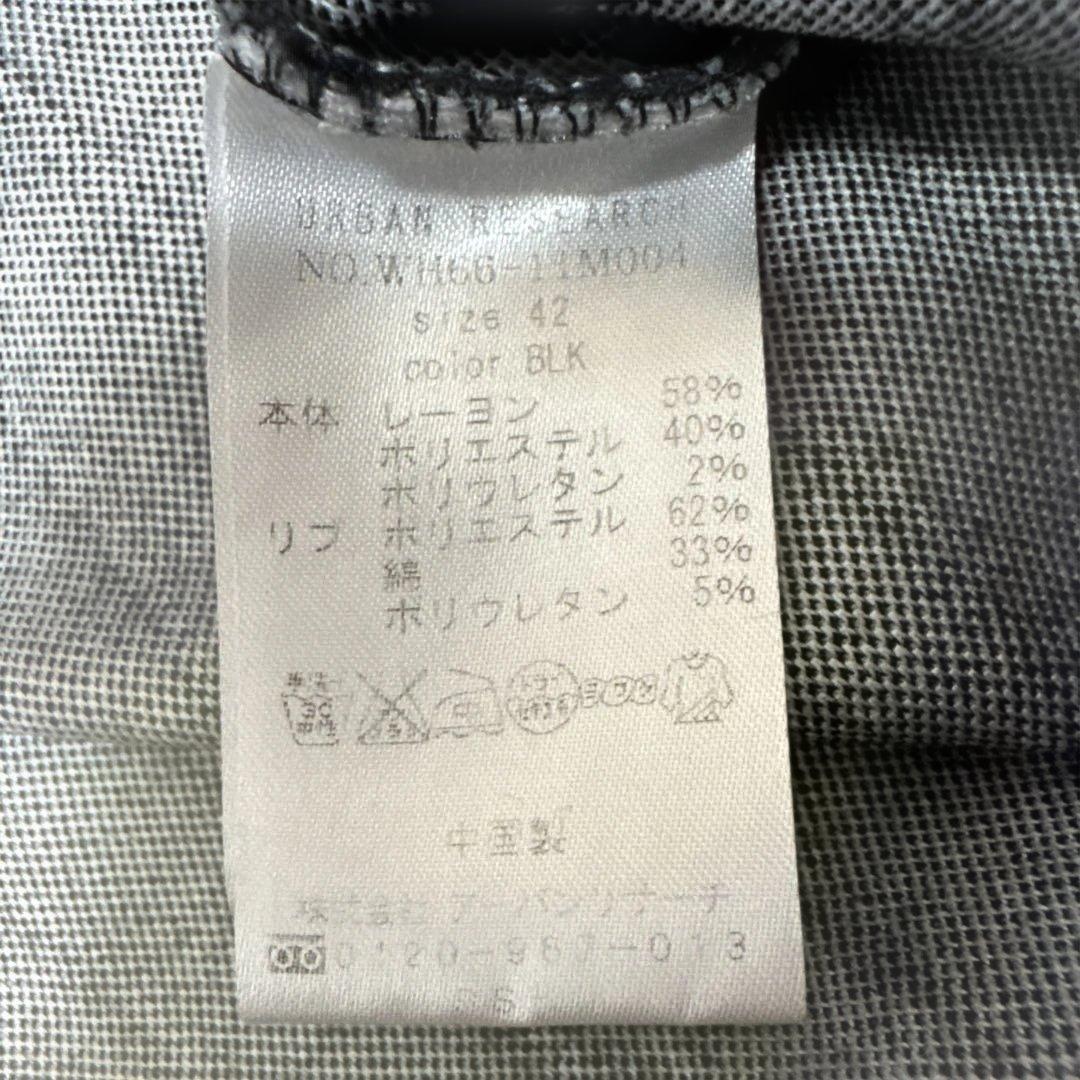 URBAN RESEARCH
NO.WH66-11M004
size 42
color BLK
本体 レーヨン 58%
ポリエステル 40%
ポリウレタン 2%
リブ ポリエステル 62%
綿 33%
ポリウレタン 5%
中国製
株式会社 アーバンリサーチ
0120-967-013